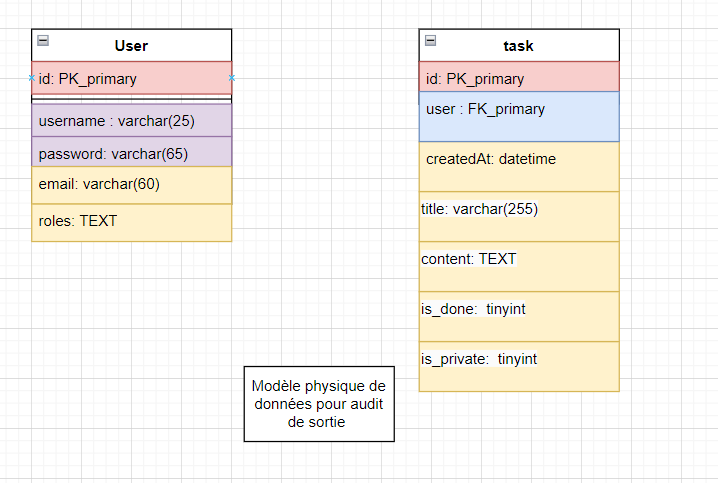 User
id: PK_primary
username : varchar(25)
password: varchar(65)
email: varchar(60)
roles: TEXT
task
id: PK_primary
user : FK_primary
createdAt: datetime
title: varchar(255)
content: TEXT
is_done:  tinyint
is_private:  tinyint
Modèle physique de
données pour audit
de sortie